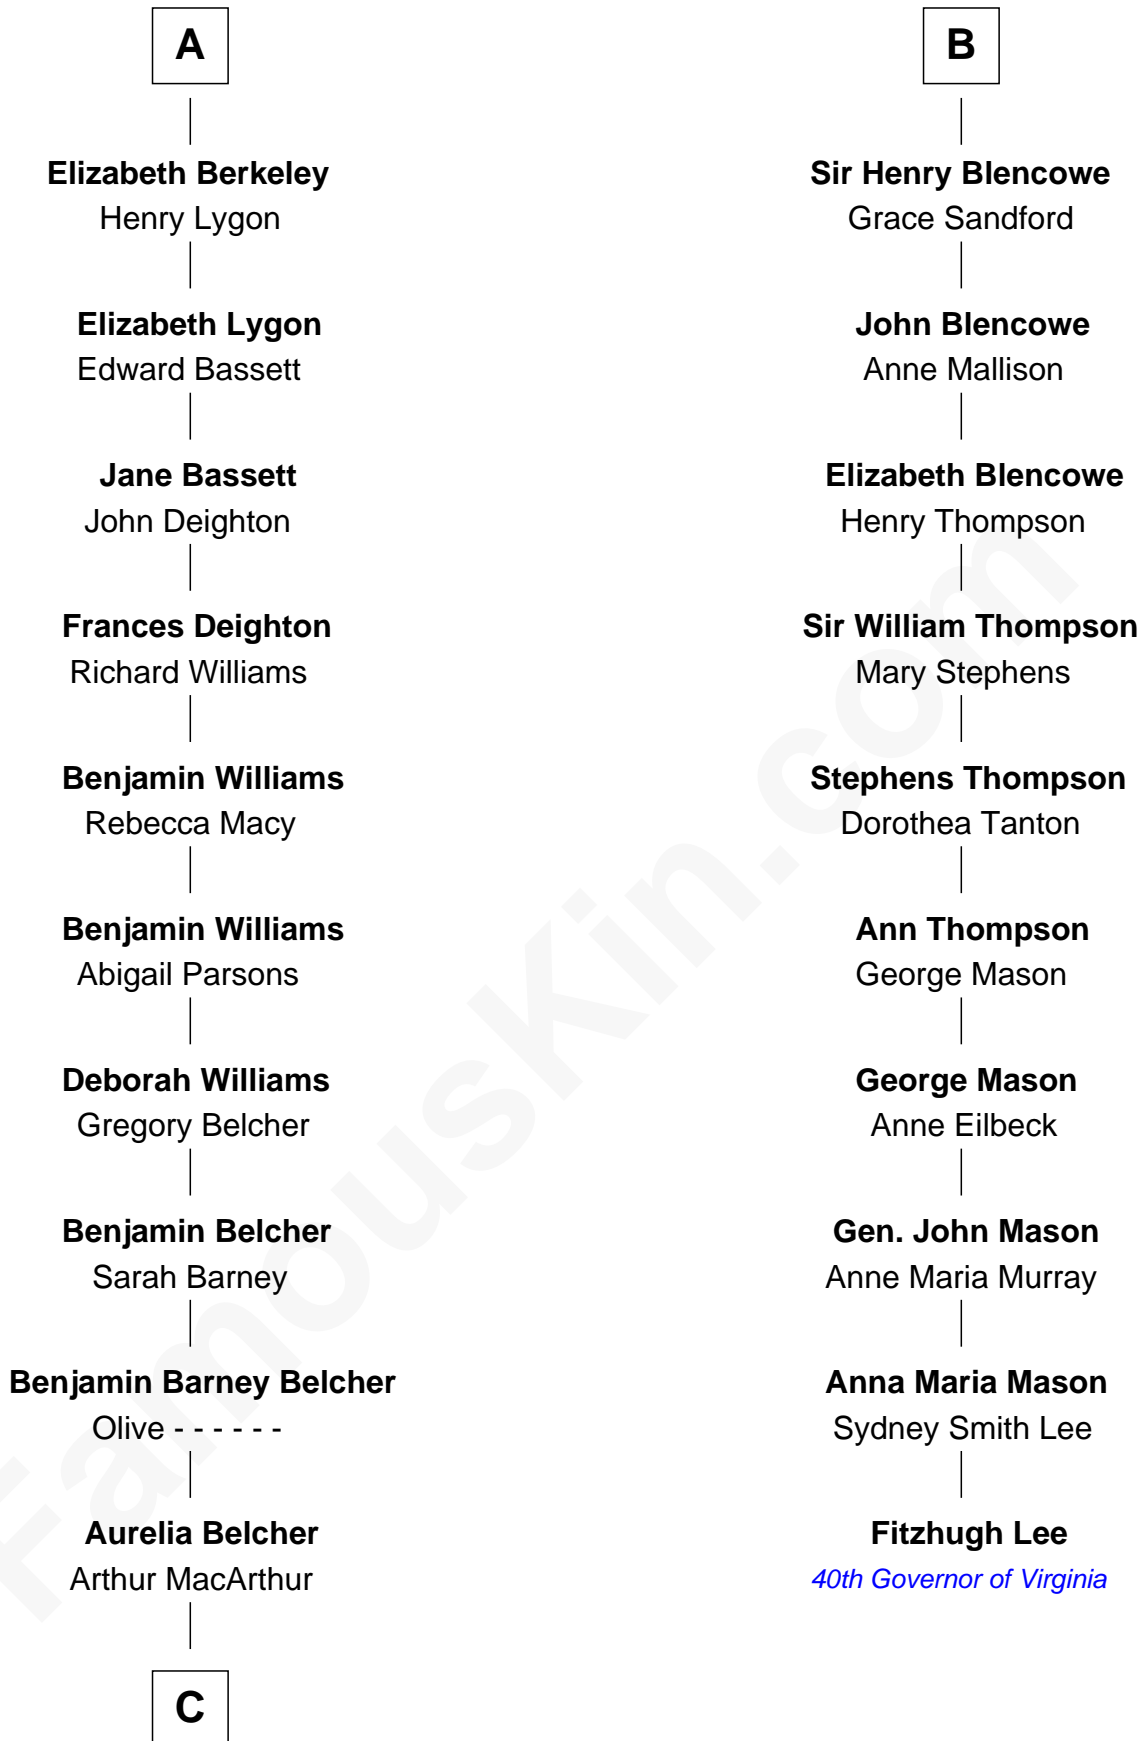 A
Elizabeth Berkeley
Henry Lygon
Elizabeth Lygon
Edward Bassett
Jane Bassett
John Deighton
Frances Deighton
Richard Williams
Benjamin Williams
Rebecca Macy
Benjamin Williams
Abigail Parsons
Deborah Williams
Gregory Belcher
Benjamin Belcher
Sarah Barney
Benjamin Barney Belcher
Olive - - - - - -
Aurelia Belcher
Arthur MacArthur
C
B
Sir Henry Blencowe
Grace Sandford
John Blencowe
Anne Mallison
Elizabeth Blencowe
Henry Thompson
Sir William Thompson
Mary Stephens
Stephens Thompson
Dorothea Tanton
Ann Thompson
George Mason
George Mason
Anne Eilbeck
Gen. John Mason
Anne Maria Murray
Anna Maria Mason
Sydney Smith Lee
Fitzhugh Lee
40th Governor of Virginia
FamousKin.com